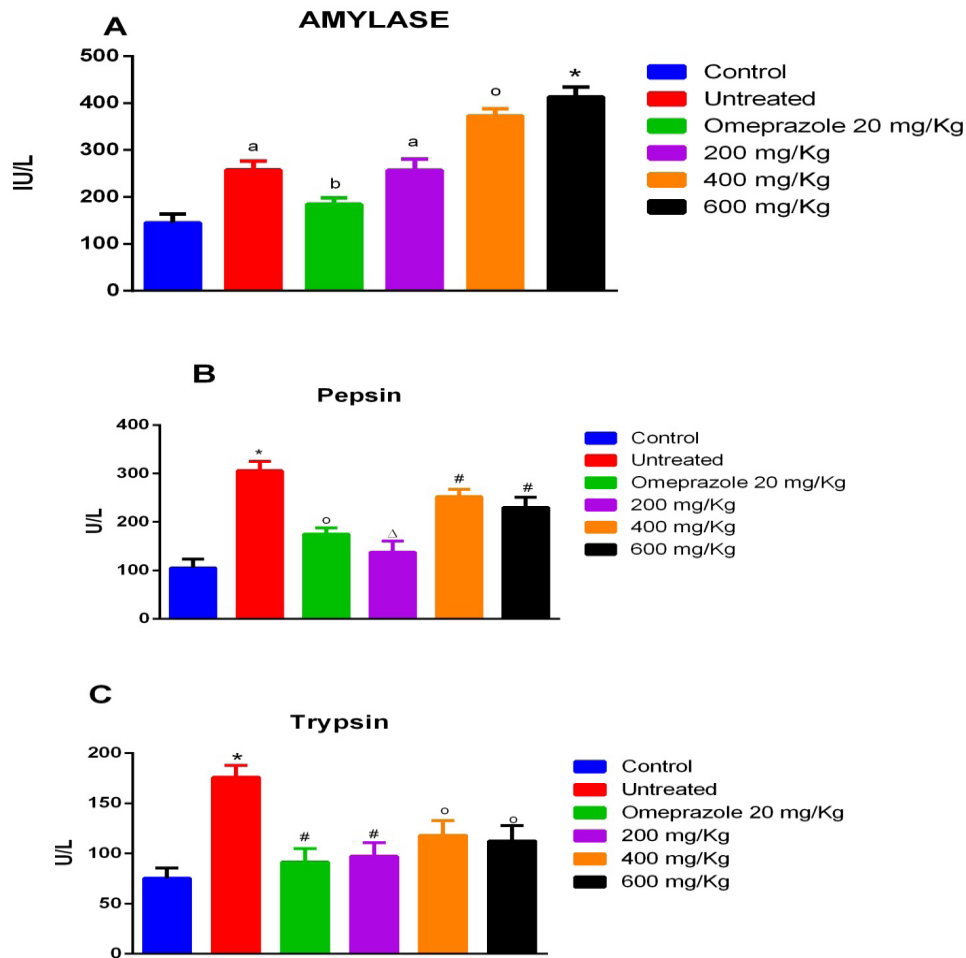 A
AMYLASE
500
400
300
200
100
0
IU/L
a
b
a
o
*
Control
Untreated
Omeprazole 20 mg/Kg
200 mg/Kg
400 mg/Kg
600 mg/Kg
B
Pepsin
400
300
200
100
0
U/L
*
o
Δ
#
#
Control
Untreated
Omeprazole 20 mg/Kg
200 mg/Kg
400 mg/Kg
600 mg/Kg
C
Trypsin
200
150
100
50
0
U/L
*
#
#
o
o
Control
Untreated
Omeprazole 20 mg/Kg
200 mg/Kg
400 mg/Kg
600 mg/Kg